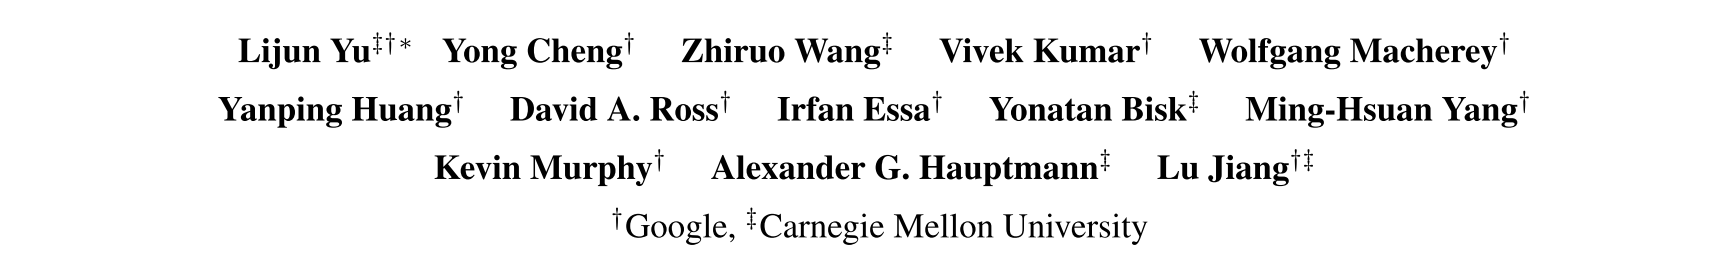 Lijun Yu‡†* Yong Cheng† Zhiruo Wang‡ Vivek Kumar† Wolfgang Macherey†
Yanping Huang† David A. Ross† Irfan Essa† Yonatan Bisk‡ Ming-Hsuan Yang†
Kevin Murphy† Alexander G. Hauptmann‡ Lu Jiang†‡
†Google, ‡Carnegie Mellon University